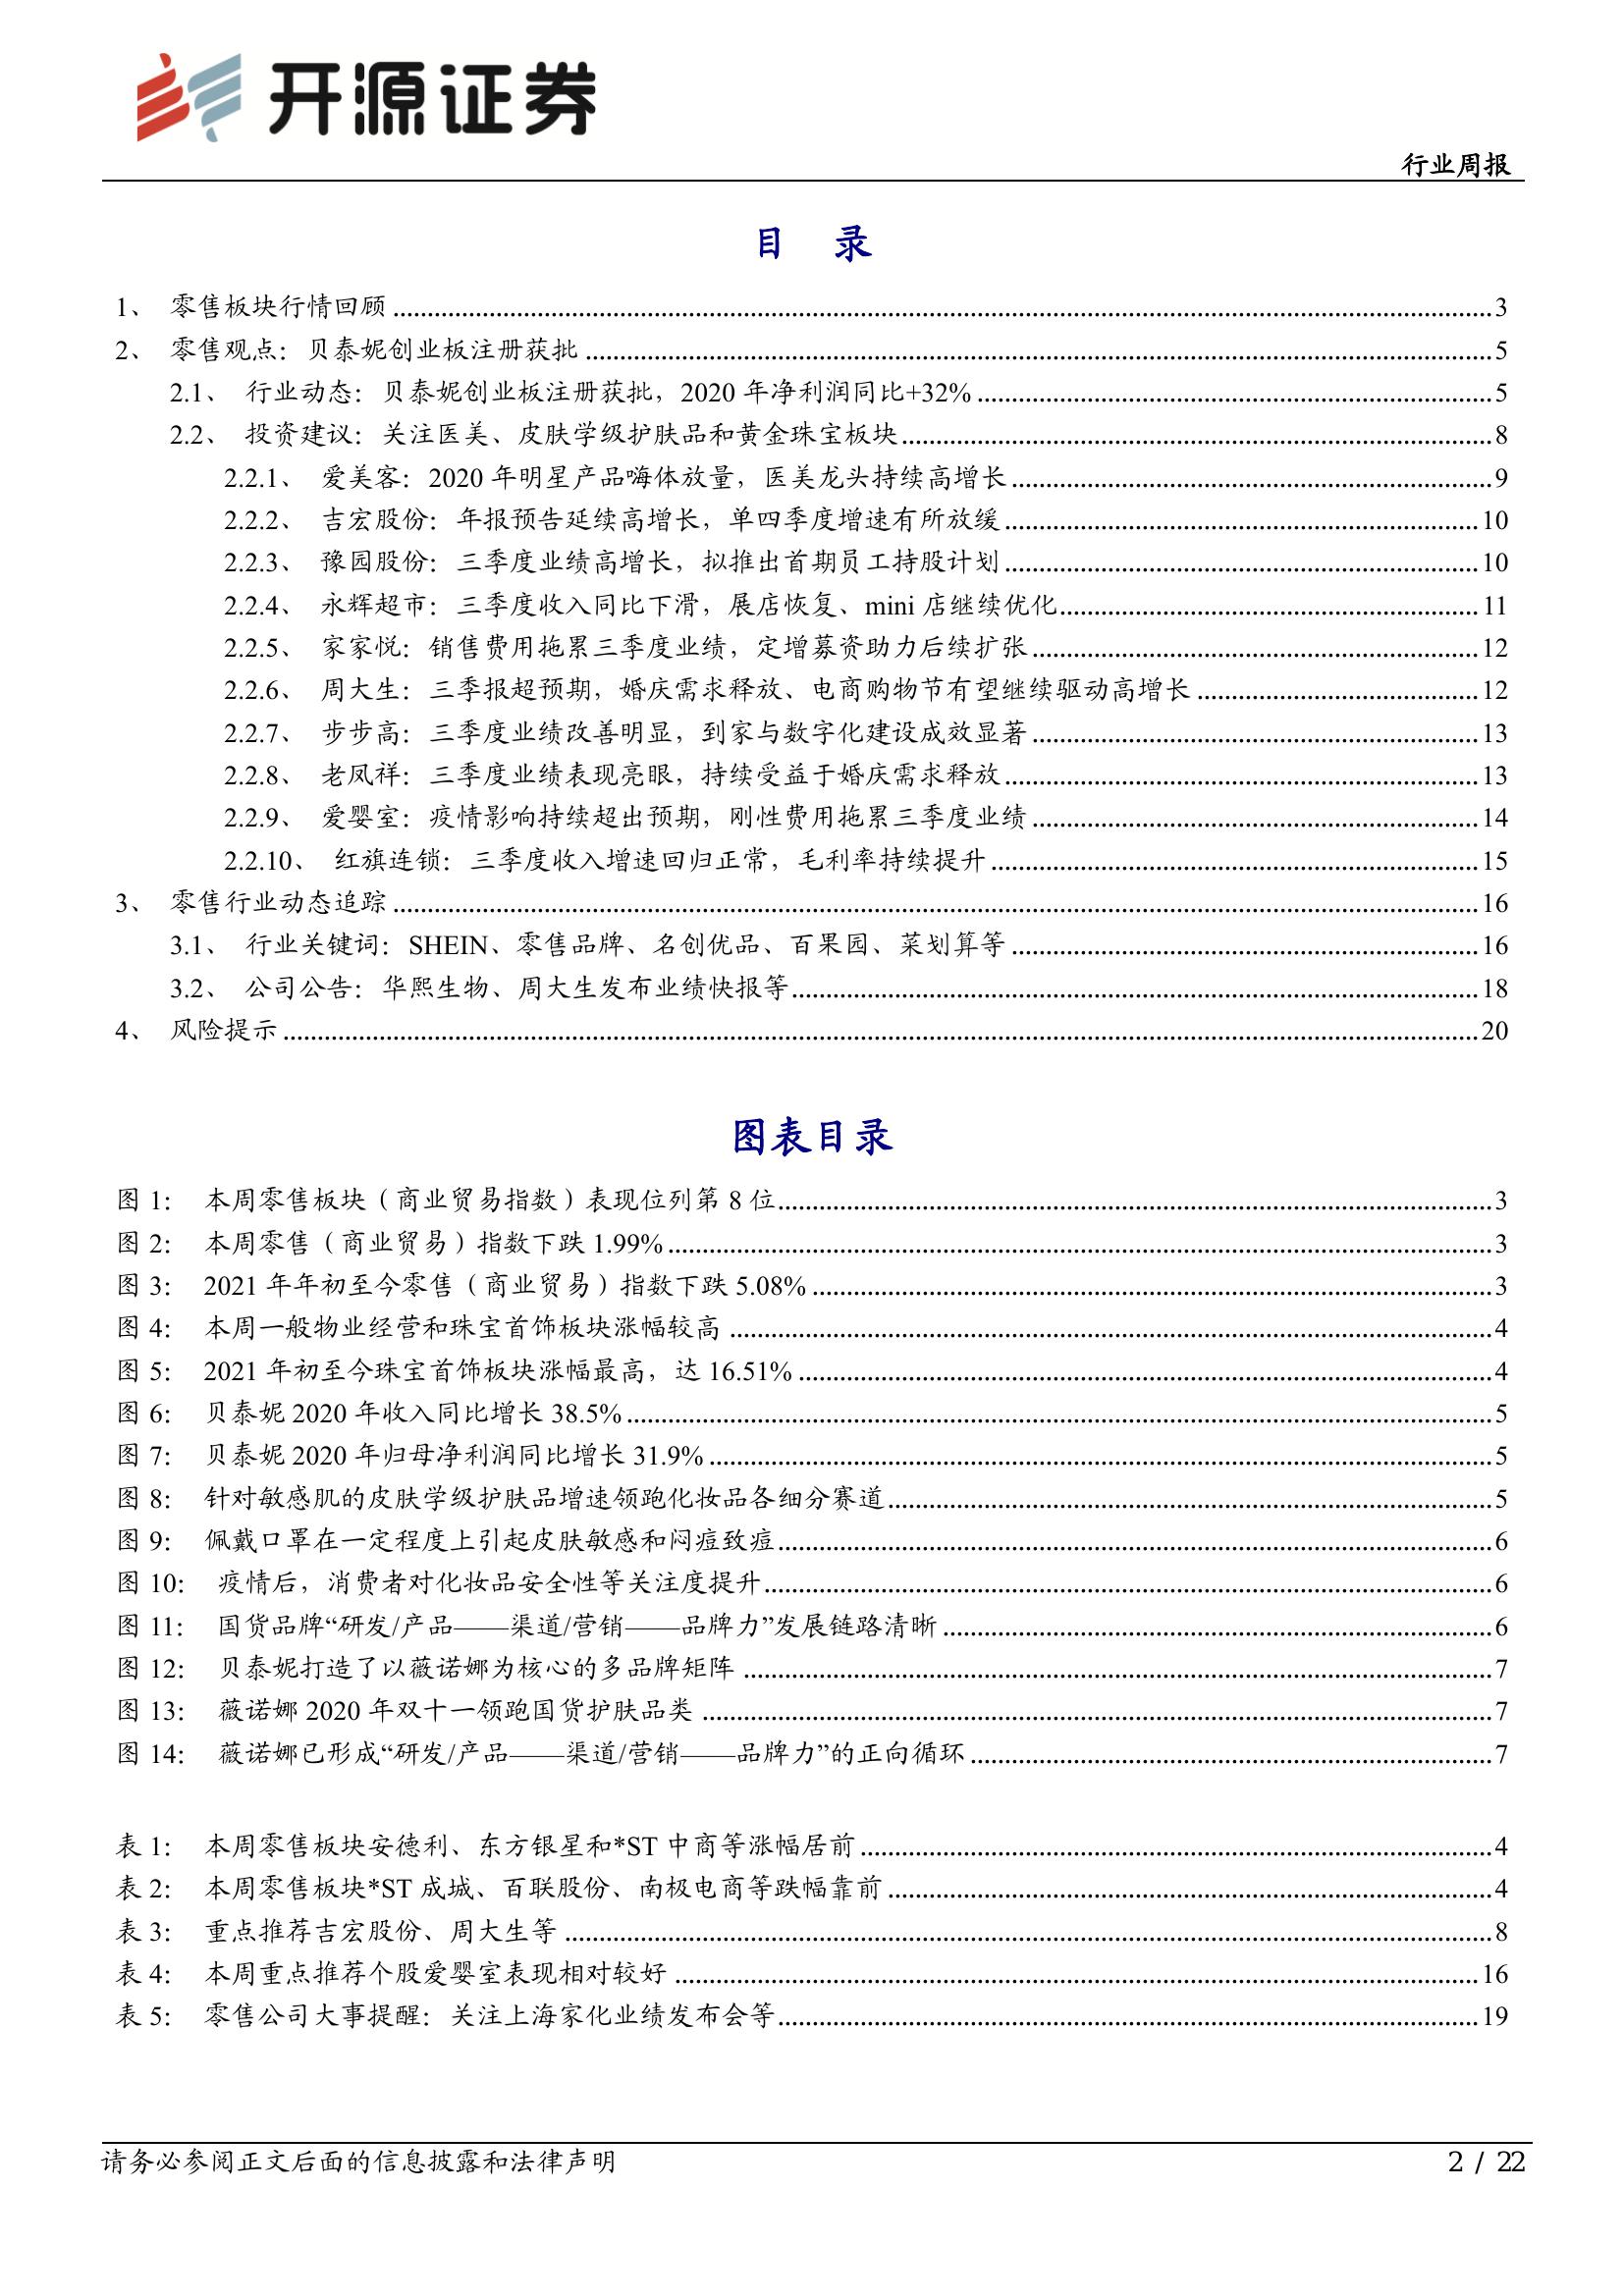 开源证券
行业周报
目 录
1、 零售板块行情回顾 3
2、 零售观点：贝泰妮创业板注册获批 5
2.1、 行业动态：贝泰妮创业板注册获批，2020 年净利润同比+32% 5
2.2、 投资建议：关注医美、皮肤学级护肤品和黄金珠宝板块 8
2.2.1、 爱美客：2020 年明星产品嗨体放量，医美龙头持续高增长 9
2.2.2、 吉宏股份：年报预告延续高增长，单四季度增速有所放缓 10
2.2.3、 豫园股份：三季度业绩高增长，拟推出首期员工持股计划 10
2.2.4、 永辉超市：三季度收入同比下滑，展店恢复、mini 店继续优化 11
2.2.5、 家家悦：销售费用拖累三季度业绩，定增募资助力后续扩张 12
2.2.6、 周大生：三季报超预期，婚庆需求释放、电商购物节有望继续驱动高增长 12
2.2.7、 步步高：三季度业绩改善明显，到家与数字化建设成效显著 13
2.2.8、 老凤祥：三季度业绩表现亮眼，持续受益于婚庆需求释放 13
2.2.9、 爱婴室：疫情影响持续超出预期，刚性费用拖累三季度业绩 14
2.2.10、 红旗连锁：三季度收入增速回归正常，毛利率持续提升 15
3、 零售行业动态追踪 16
3.1、 行业关键词：SHEIN、零售品牌、名创优品、百果园、菜划算等 16
3.2、 公司公告：华熙生物、周大生发布业绩快报等 18
4、 风险提示 20
图表目录
图 1： 本周零售板块（商业贸易指数）表现位列第 8 位 3
图 2： 本周零售（商业贸易）指数下跌 1.99% 3
图 3： 2021 年年初至今零售（商业贸易）指数下跌 5.08% 3
图 4： 本周一般物业经营和珠宝首饰板块涨幅较高 4
图 5： 2021 年初至今珠宝首饰板块涨幅最高，达 16.51% 4
图 6： 贝泰妮 2020 年收入同比增长 38.5% 5
图 7： 贝泰妮 2020 年归母净利润同比增长 31.9% 5
图 8： 针对敏感肌的皮肤学级护肤品增速领跑化妆品各细分赛道 5
图 9： 佩戴口罩在一定程度上引起皮肤敏感和闷痘致痘 6
图 10： 疫情后，消费者对化妆品安全性等关注度提升 6
图 11： 国货品牌“研发/产品——渠道/营销——品牌力”发展链路清晰 6
图 12： 贝泰妮打造了以薇诺娜为核心的多品牌矩阵 7
图 13： 薇诺娜 2020 年双十一领跑国货护肤品类 7
图 14： 薇诺娜已形成“研发/产品——渠道/营销——品牌力”的正向循环 7
表 1： 本周零售板块安德利、东方银星和*ST 中商等涨幅居前 4
表 2： 本周零售板块*ST 成城、百联股份、南极电商等跌幅靠前 4
表 3： 重点推荐吉宏股份、周大生等 8
表 4： 本周重点推荐个股爱婴室表现相对较好 16
表 5： 零售公司大事提醒：关注上海家化业绩发布会等 19
请务必参阅正文后面的信息披露和法律声明 2 / 22